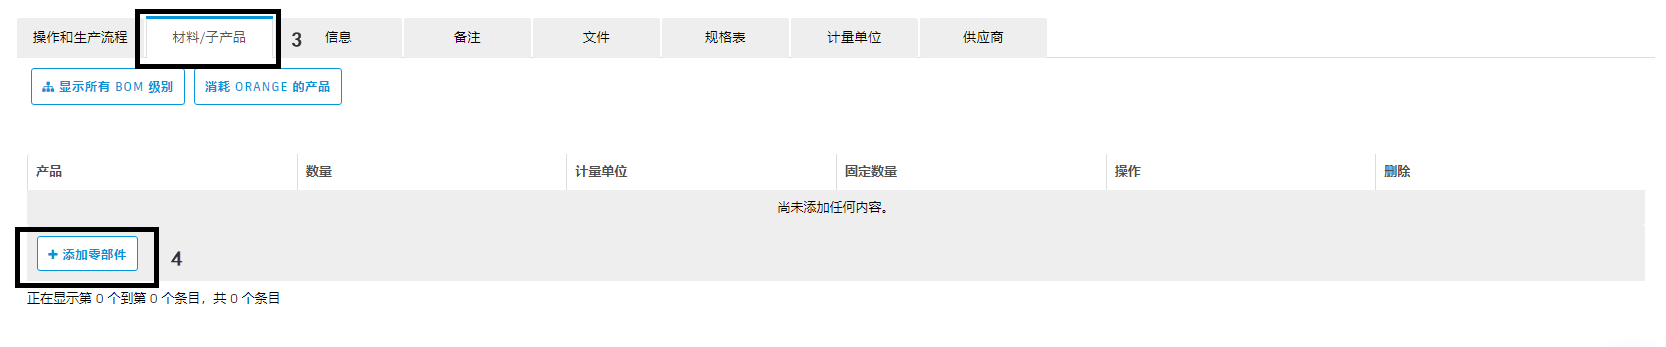 操作和生产流程 材料/子产品 3 信息 备注 文件 规格表 计量单位 供应商
显示所有 BOM 级别 消耗 ORANGE 的产品
产品 数量 计量单位 固定数量 操作 删除
尚未添加任何内容。
+ 添加零部件 4
正在显示第 0 个到第 0 个条目，共 0 个条目